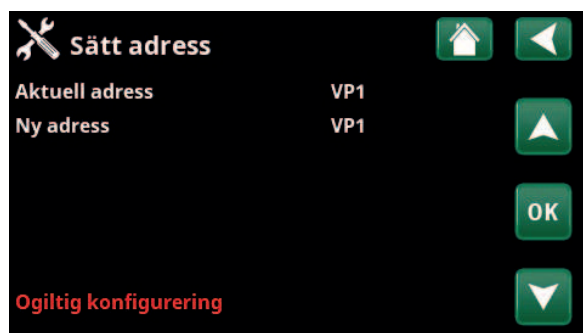 Sätt adress
Aktuell adress VP1
Ny adress VP1
OK
Ogiltig konfigurering